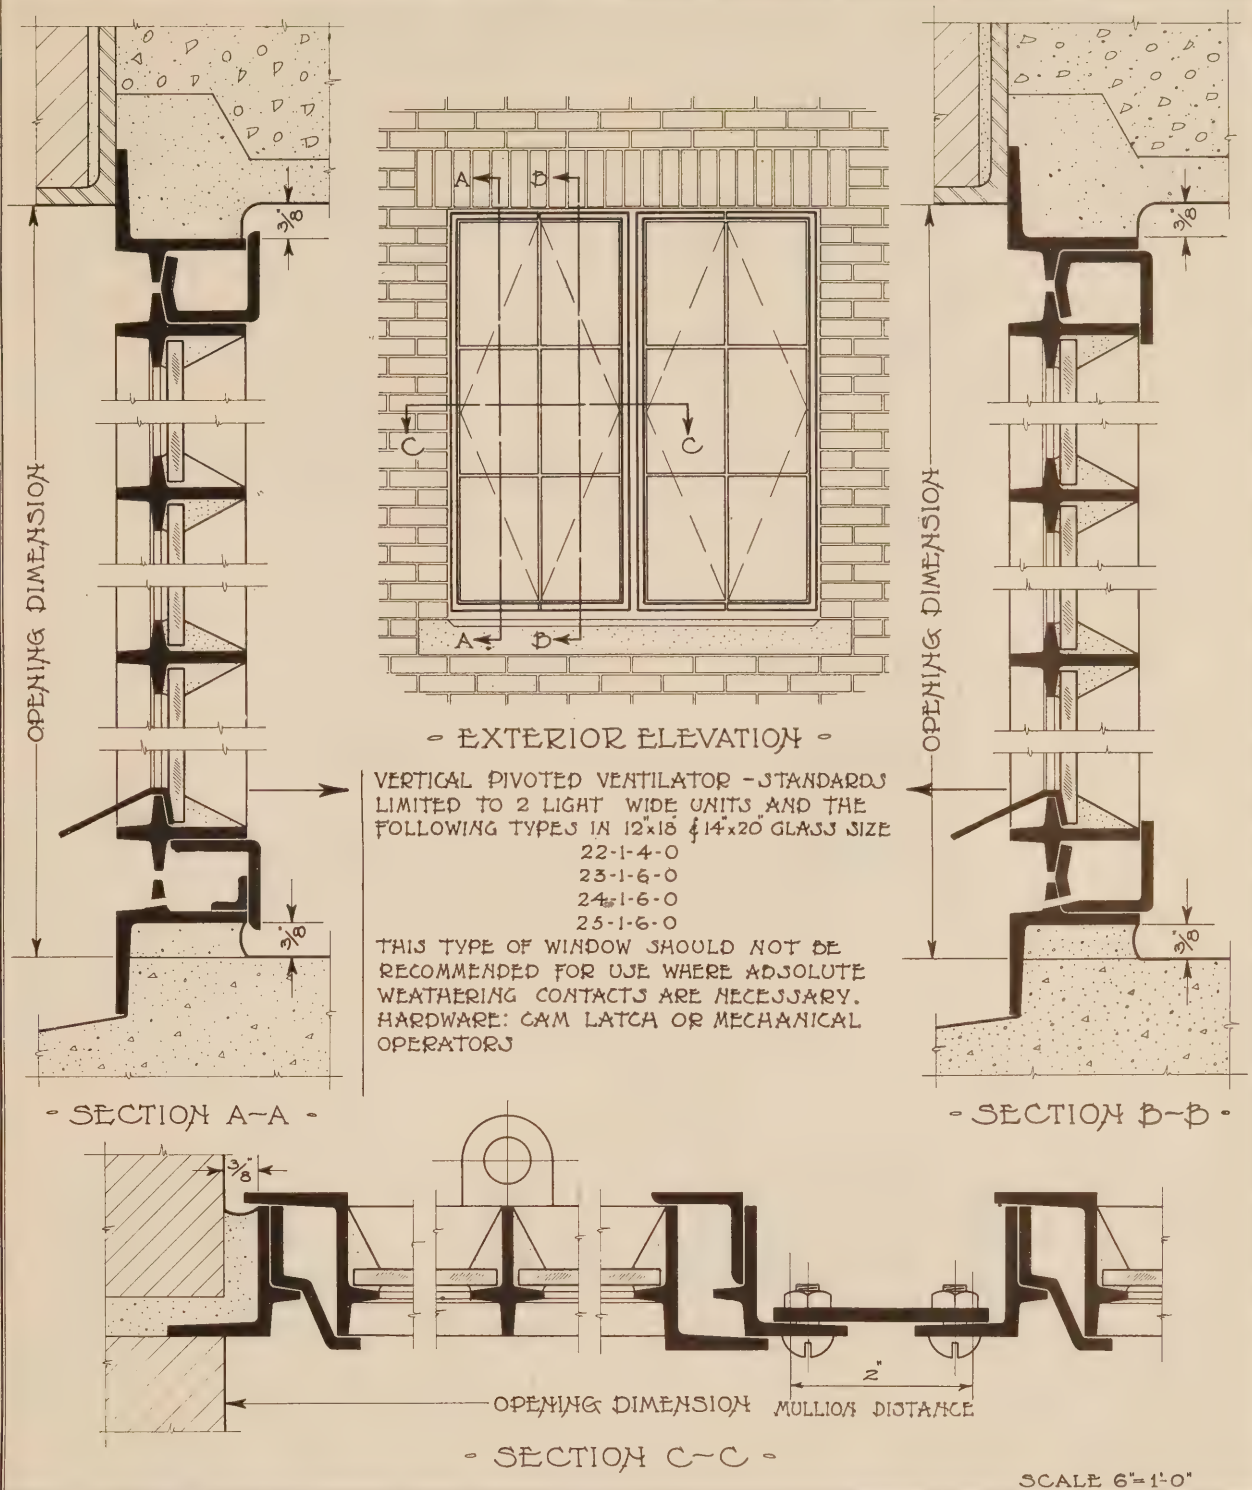 3/8"
3/8"
A
B
OPENING DIMENSION
C
C
OPENING DIMENSION
A
B
- EXTERIOR ELEVATION -
VERTICAL PIVOTED VENTILATOR - STANDARDS
LIMITED TO 2 LIGHT WIDE UNITS AND THE
FOLLOWING TYPES IN 12"x18" & 14"x20" GLASS SIZE
22-1-4-0
23-1-6-0
24-1-6-0
25-1-6-0
THIS TYPE OF WINDOW SHOULD NOT BE
RECOMMENDED FOR USE WHERE ABSOLUTE
WEATHERING CONTACTS ARE NECESSARY.
HARDWARE: CAM LATCH OR MECHANICAL
OPERATORS
3/8"
3/8"
- SECTION A-A -
- SECTION B-B -
3/8"
2"
OPENING DIMENSION
MULLION DISTANCE
- SECTION C-C -
SCALE 6"=1'-0"